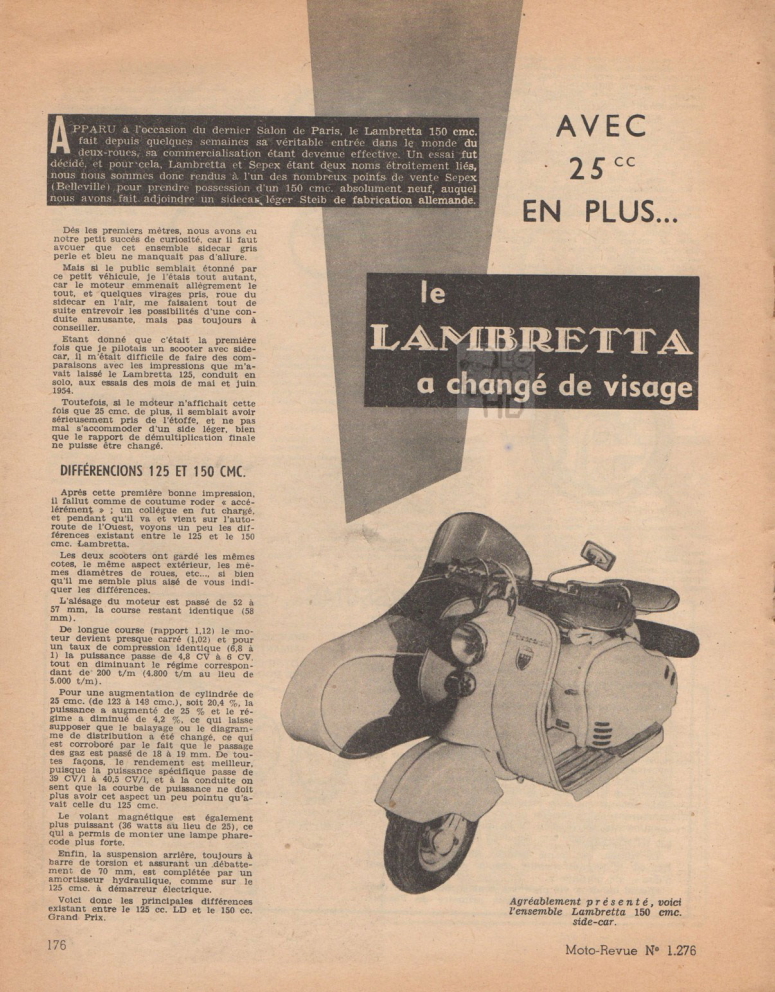 APPARU à l'occasion du dernier Salon de Paris, le Lambretta 150 cmc.
fait depuis quelques semaines sa véritable entrée dans le monde du
deux-roues, sa commercialisation étant devenue effective. Un essai fut
décidé, et pour cela, Lambretta et Sepex étant deux noms étroitement liés,
nous nous sommes donc rendus à l'un des nombreux points de vente Sepex
(Belleville) pour prendre possession d'un 150 cmc. absolument neuf, auquel
nous avons fait adjoindre un sidecar léger Steib de fabrication allemande.
AVEC
25 cc
EN PLUS...
le
LAMBRETTA
a changé de visage
Dès les premiers mètres, nous avons eu
notre petit succès de curiosité, car il faut
avouer que cet ensemble sidecar gris
perle et bleu ne manquait pas d'allure.
Mais si le public semblait étonné par
ce petit véhicule, je l'étais tout autant,
car le moteur emmenait allègrement le
tout, et quelques virages pris, roue du
sidecar en l'air, me faisaient tout de
suite entrevoir les possibilités d'une con-
duite amusante, mais pas toujours à
conseiller.
Etant donné que c'était la première
fois que je pilotais un scooter avec side-
car, il m'était difficile de faire des com-
paraisons avec les impressions que m'a-
vait laissé le Lambretta 125, conduit en
solo, aux essais des mois de mai et juin
1954.
Toutefois, si le moteur n'affichait cette
fois que 25 cmc. de plus, il semblait avoir
sérieusement pris de l'étoffe, et ne pas
mal s'accommoder d'un side léger, bien
que le rapport de démultiplication finale
ne puisse être changé.
DIFFÉRENCIONS 125 ET 150 CMC.
Après cette première bonne impression,
il fallut comme de coutume roder « accé-
lérément » ; un collègue en fut chargé,
et pendant qu'il va et vient sur l'auto-
route de l'Ouest, voyons un peu les dif-
férences existant entre le 125 et le 150
cmc. Lambretta.
Les deux scooters ont gardé les mêmes
cotes, le même aspect extérieur, les mê-
mes diamètres de roues, etc..., si bien
qu'il me semble plus aisé de vous indi-
quer les différences.
L'alésage du moteur est passé de 52 à
57 mm, la course restant identique (58
mm).
De longue course (rapport 1,12) le mo-
teur devient presque carré (1,02) et pour
un taux de compression identique (6,8 à
1) la puissance passe de 4,8 CV à 6 CV,
tout en diminuant le régime correspon-
dant de 200 t/m (4.800 t/m au lieu de
5.000 t/m).
Pour une augmentation de cylindrée de
25 cmc. (de 123 à 148 cmc.), soit 20,4 %, la
puissance a augmenté de 25 % et le ré-
gime a diminué de 4,2 %, ce qui laisse
supposer que le balayage ou le diagram-
me de distribution a été changé, ce qui
est corroboré par le fait que le passage
des gaz est passé de 18 à 19 mm. De tou-
tes façons, le rendement est meilleur,
puisque la puissance spécifique passe de
39 CV/l à 40,5 CV/l, et à la conduite on
sent que la courbe de puissance ne doit
plus avoir cet aspect un peu pointu qu'a-
vait celle du 125 cmc.
Le volant magnétique est également
plus puissant (36 watts au lieu de 25), ce
qui a permis de monter une lampe phare-
code plus forte.
Enfin, la suspension arrière, toujours à
barre de torsion et assurant un débatte-
ment de 70 mm, est complétée par un
amortisseur hydraulique, comme sur le
125 cmc. à démarreur électrique.
Voici donc les principales différences
existant entre le 125 cc. LD et le 150 cc.
Grand Prix.
Agréablement présenté, voici
l'ensemble Lambretta 150 cmc.
side-car.
176
Moto-Revue N° 1.276